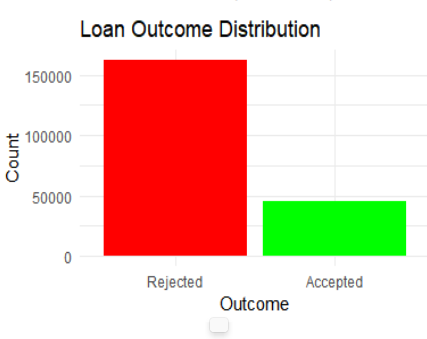 Loan Outcome Distribution
150000
100000
50000
0
Count
Rejected Accepted
Outcome